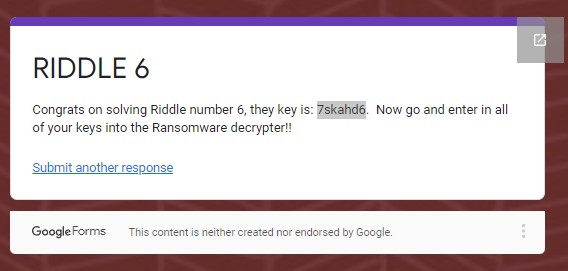 RIDDLE 6
Congrats on solving Riddle number 6, they key is: 7skahd6.  Now go and enter in all
of your keys into the Ransomware decrypter!!
Submit another response
Google Forms This content is neither created nor endorsed by Google.